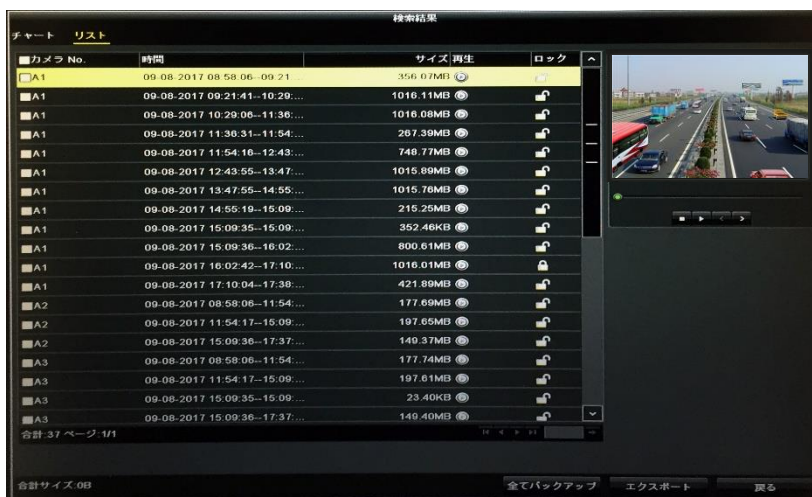 検索結果
チャート リスト
カメラ No. 時間 サイズ 再生 ロック
A1 09-08-2017 08:58:06--09:21:... 356.07MB
A1 09-08-2017 09:21:41--10:29:... 1016.11MB
A1 09-08-2017 10:29:06--11:36:... 1016.08MB
A1 09-08-2017 11:36:31--11:54:... 267.39MB
A1 09-08-2017 11:54:16--12:43:... 748.77MB
A1 09-08-2017 12:43:55--13:47:... 1015.89MB
A1 09-08-2017 13:47:55--14:55:... 1015.76MB
A1 09-08-2017 14:55:19--15:09:... 215.25MB
A1 09-08-2017 15:09:35--15:09:... 352.46KB
A1 09-08-2017 15:09:36--16:02:... 800.61MB
A1 09-08-2017 16:02:42--17:10:... 1016.01MB
A1 09-08-2017 17:10:04--17:38:... 421.89MB
A2 09-08-2017 08:58:06--11:54:... 177.69MB
A2 09-08-2017 11:54:17--15:09:... 197.65MB
A2 09-08-2017 15:09:36--17:37:... 149.37MB
A3 09-08-2017 08:58:06--11:54:... 177.74MB
A3 09-08-2017 11:54:17--15:09:... 197.61MB
A3 09-08-2017 15:09:35--15:09:... 23.40KB
A3 09-08-2017 15:09:36--17:37:... 149.40MB
合計:37 ページ:1/1
合計サイズ:0B 全てバックアップ エクスポート 戻る